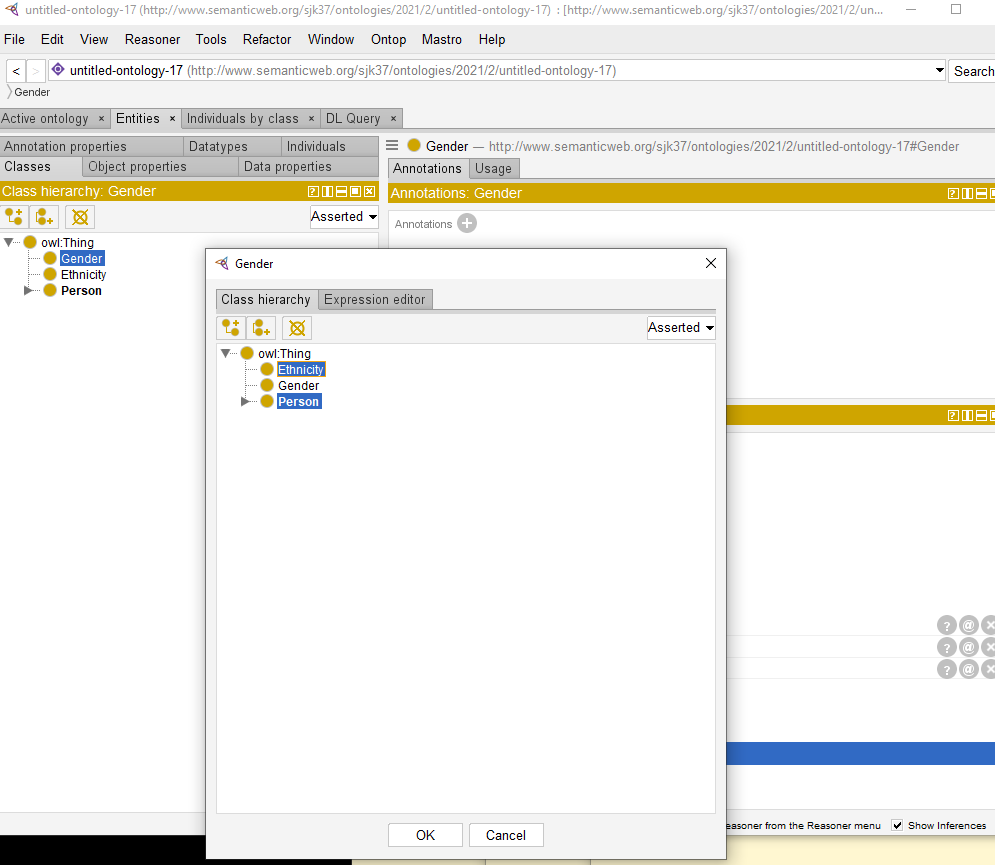 untitled-ontology-17 (http://www.semanticweb.org/sjk37/ontologies/2021/2/untitled-ontology-17) : [http://www.semanticweb.org/sjk37/ontologies/2021/2/un...
File Edit View Reasoner Tools Refactor Window Ontop Mastro Help
< > untitled-ontology-17 (http://www.semanticweb.org/sjk37/ontologies/2021/2/untitled-ontology-17) Search
Gender
Active ontology × Entities × Individuals by class × DL Query ×
Annotation properties Datatypes Individuals
Classes Object properties Data properties
Class hierarchy: Gender
Asserted
owl:Thing
Gender
Ethnicity
Person
Gender — http://www.semanticweb.org/sjk37/ontologies/2021/2/untitled-ontology-17#Gender
Annotations Usage
Annotations: Gender
Annotations
Gender
Class hierarchy Expression editor
Asserted
owl:Thing
Ethnicity
Gender
Person
OK Cancel
? @ ×
? @ ×
? @ ×
easoner from the Reasoner menu Show Inferences